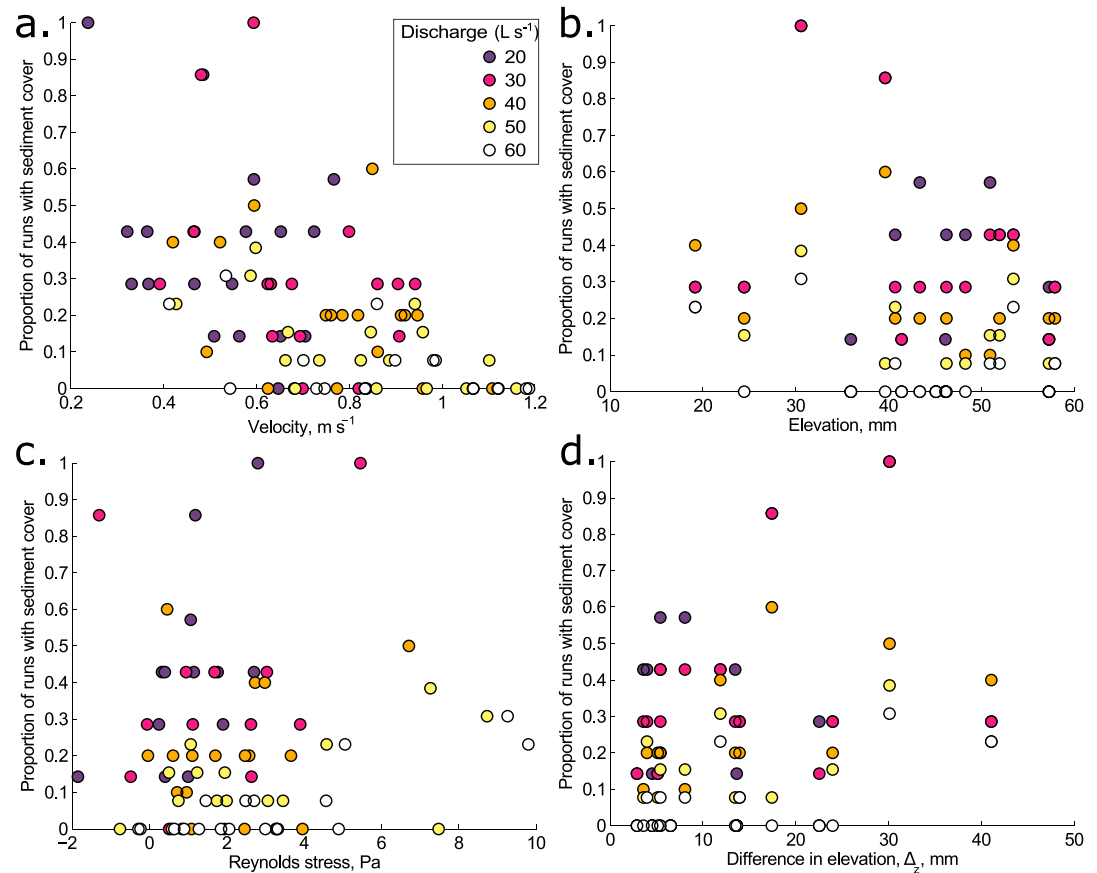 a.
Proportion of runs with sediment cover
1
0.9
0.8
0.7
0.6
0.5
0.4
0.3
0.2
0.1
0
0.2 0.4 0.6 0.8 1 1.2
Velocity, m s⁻¹
Discharge (L s⁻¹)
20
30
40
50
60
b.
Proportion of runs with sediment cover
1
0.9
0.8
0.7
0.6
0.5
0.4
0.3
0.2
0.1
0
10 20 30 40 50 60
Elevation, mm
c.
Proportion of runs with sediment cover
1
0.9
0.8
0.7
0.6
0.5
0.4
0.3
0.2
0.1
0
−2 0 2 4 6 8 10
Reynolds stress, Pa
d.
Proportion of runs with sediment cover
1
0.9
0.8
0.7
0.6
0.5
0.4
0.3
0.2
0.1
0
0 10 20 30 40 50
Difference in elevation, Δz, mm